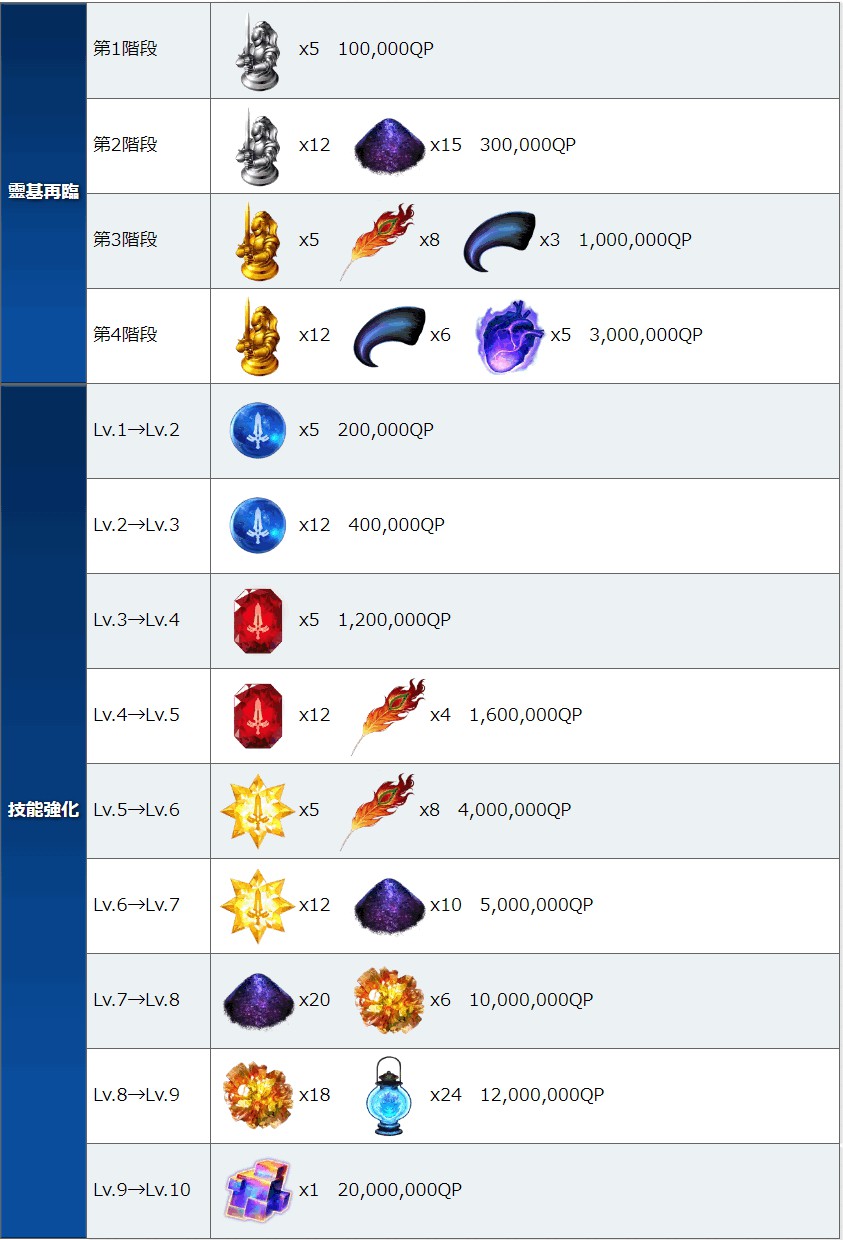 靈基再臨
第1階段 x5 100,000QP
第2階段 x12 x15 300,000QP
第3階段 x5 x8 x3 1,000,000QP
第4階段 x12 x6 x5 3,000,000QP
技能強化
Lv.1→Lv.2 x5 200,000QP
Lv.2→Lv.3 x12 400,000QP
Lv.3→Lv.4 x5 1,200,000QP
Lv.4→Lv.5 x12 x4 1,600,000QP
Lv.5→Lv.6 x5 x8 4,000,000QP
Lv.6→Lv.7 x12 x10 5,000,000QP
Lv.7→Lv.8 x20 x6 10,000,000QP
Lv.8→Lv.9 x18 x24 12,000,000QP
Lv.9→Lv.10 x1 20,000,000QP